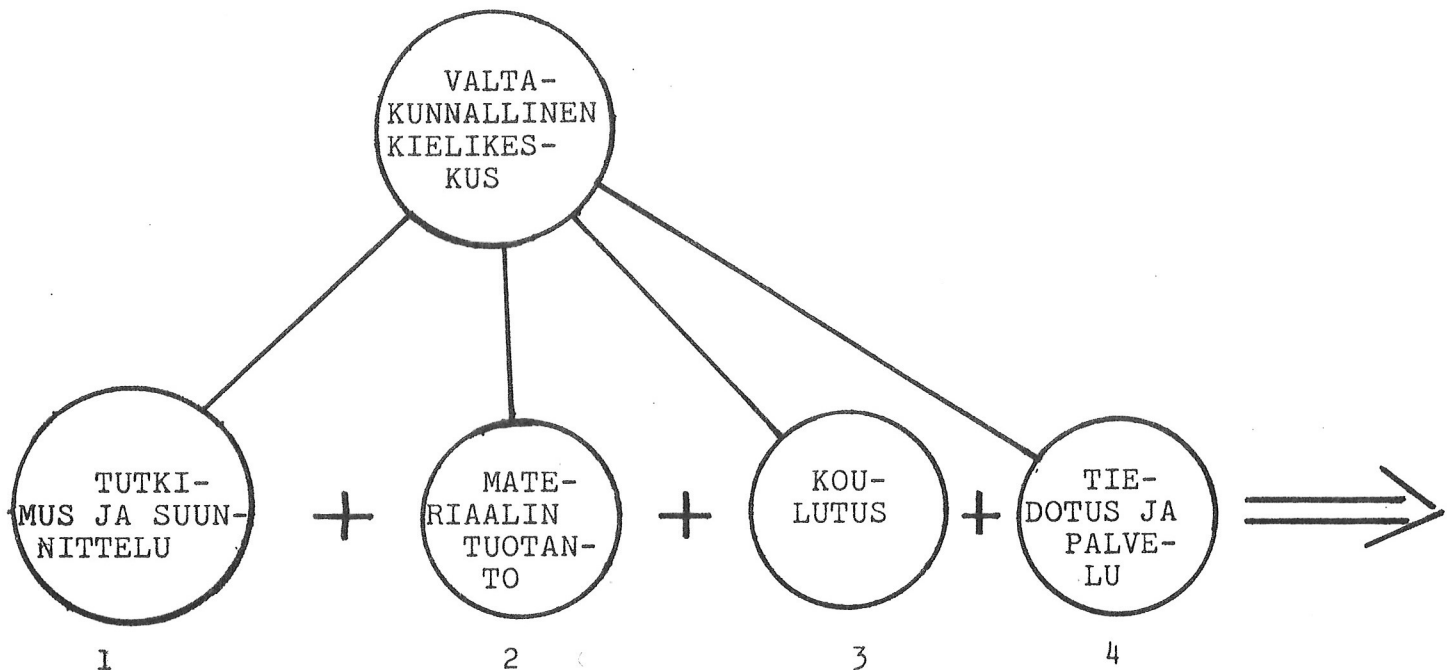 VALTA-
KUNNALLINEN
KIELIKES-
KUS
TUTKI-
MUS JA SUUN-
NITTELU
+
MATE-
RIAALIN
TUOTAN-
TO
+
KOU-
LUTUS
+
TIE-
DOTUS JA
PALVE-
LU
1
2
3
4